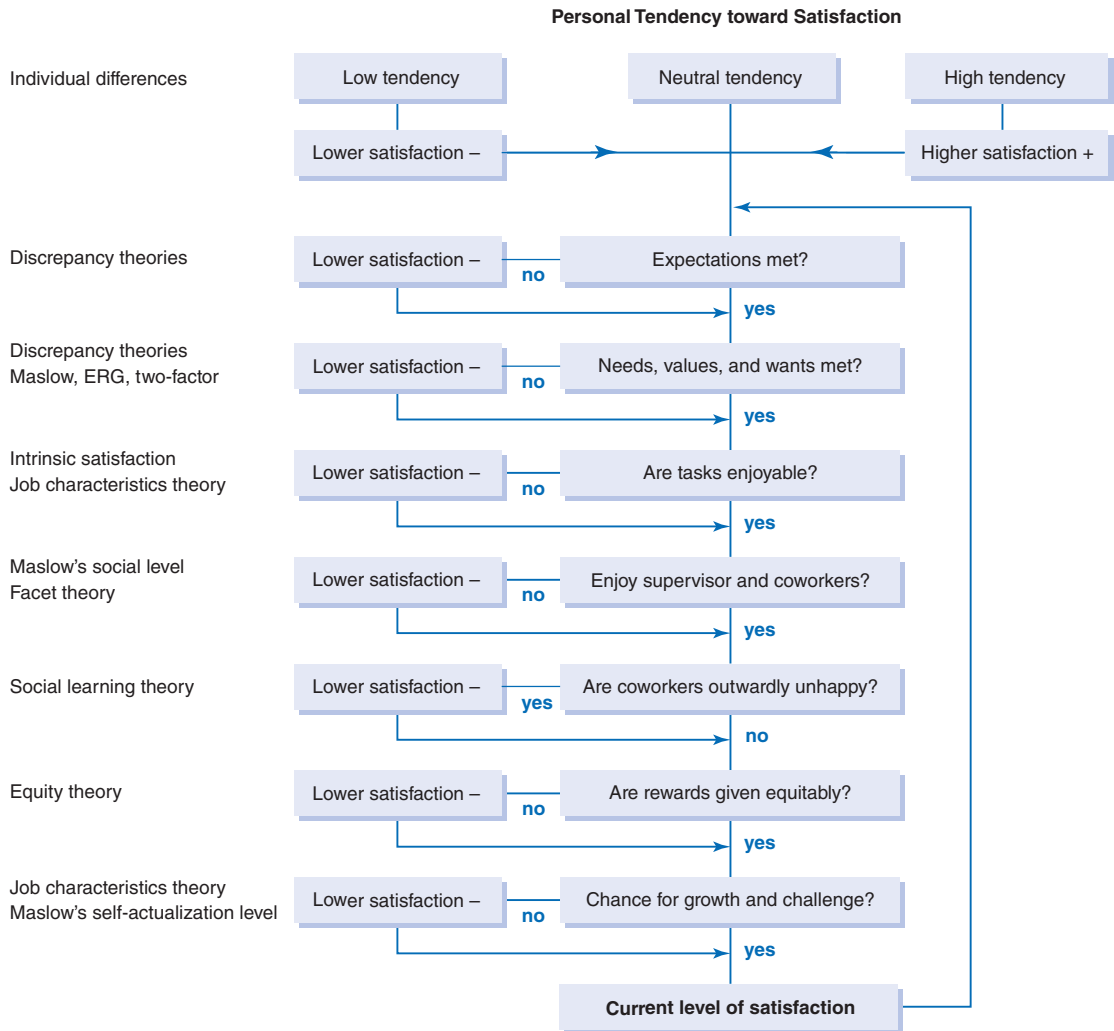 Personal Tendency toward Satisfaction
Individual differences
Low tendency
Neutral tendency
High tendency
Lower satisfaction –
Higher satisfaction +
Discrepancy theories
Lower satisfaction –
no
Expectations met?
yes
Discrepancy theories
Maslow, ERG, two-factor
Lower satisfaction –
no
Needs, values, and wants met?
yes
Intrinsic satisfaction
Job characteristics theory
Lower satisfaction –
no
Are tasks enjoyable?
yes
Maslow’s social level
Facet theory
Lower satisfaction –
no
Enjoy supervisor and coworkers?
yes
Social learning theory
Lower satisfaction –
yes
Are coworkers outwardly unhappy?
no
Equity theory
Lower satisfaction –
no
Are rewards given equitably?
yes
Job characteristics theory
Maslow’s self-actualization level
Lower satisfaction –
no
Chance for growth and challenge?
yes
Current level of satisfaction